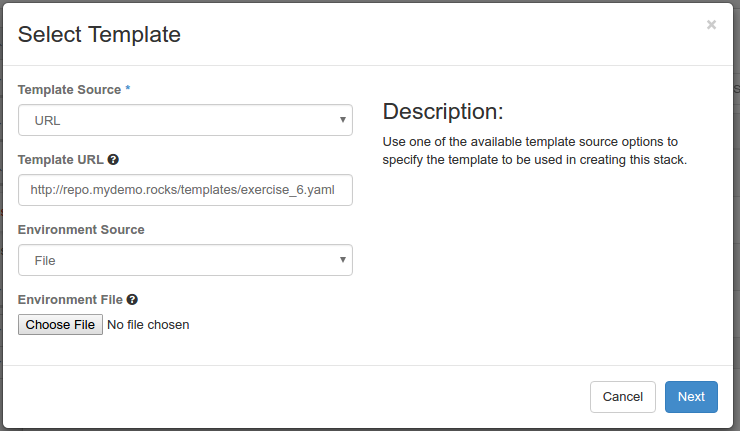 Select Template
×
Template Source *
URL
Template URL
http://repo.mydemo.rocks/templates/exercise_6.yaml
Environment Source
File
Environment File
Choose File No file chosen
Description:
Use one of the available template source options to
specify the template to be used in creating this stack.
Cancel
Next